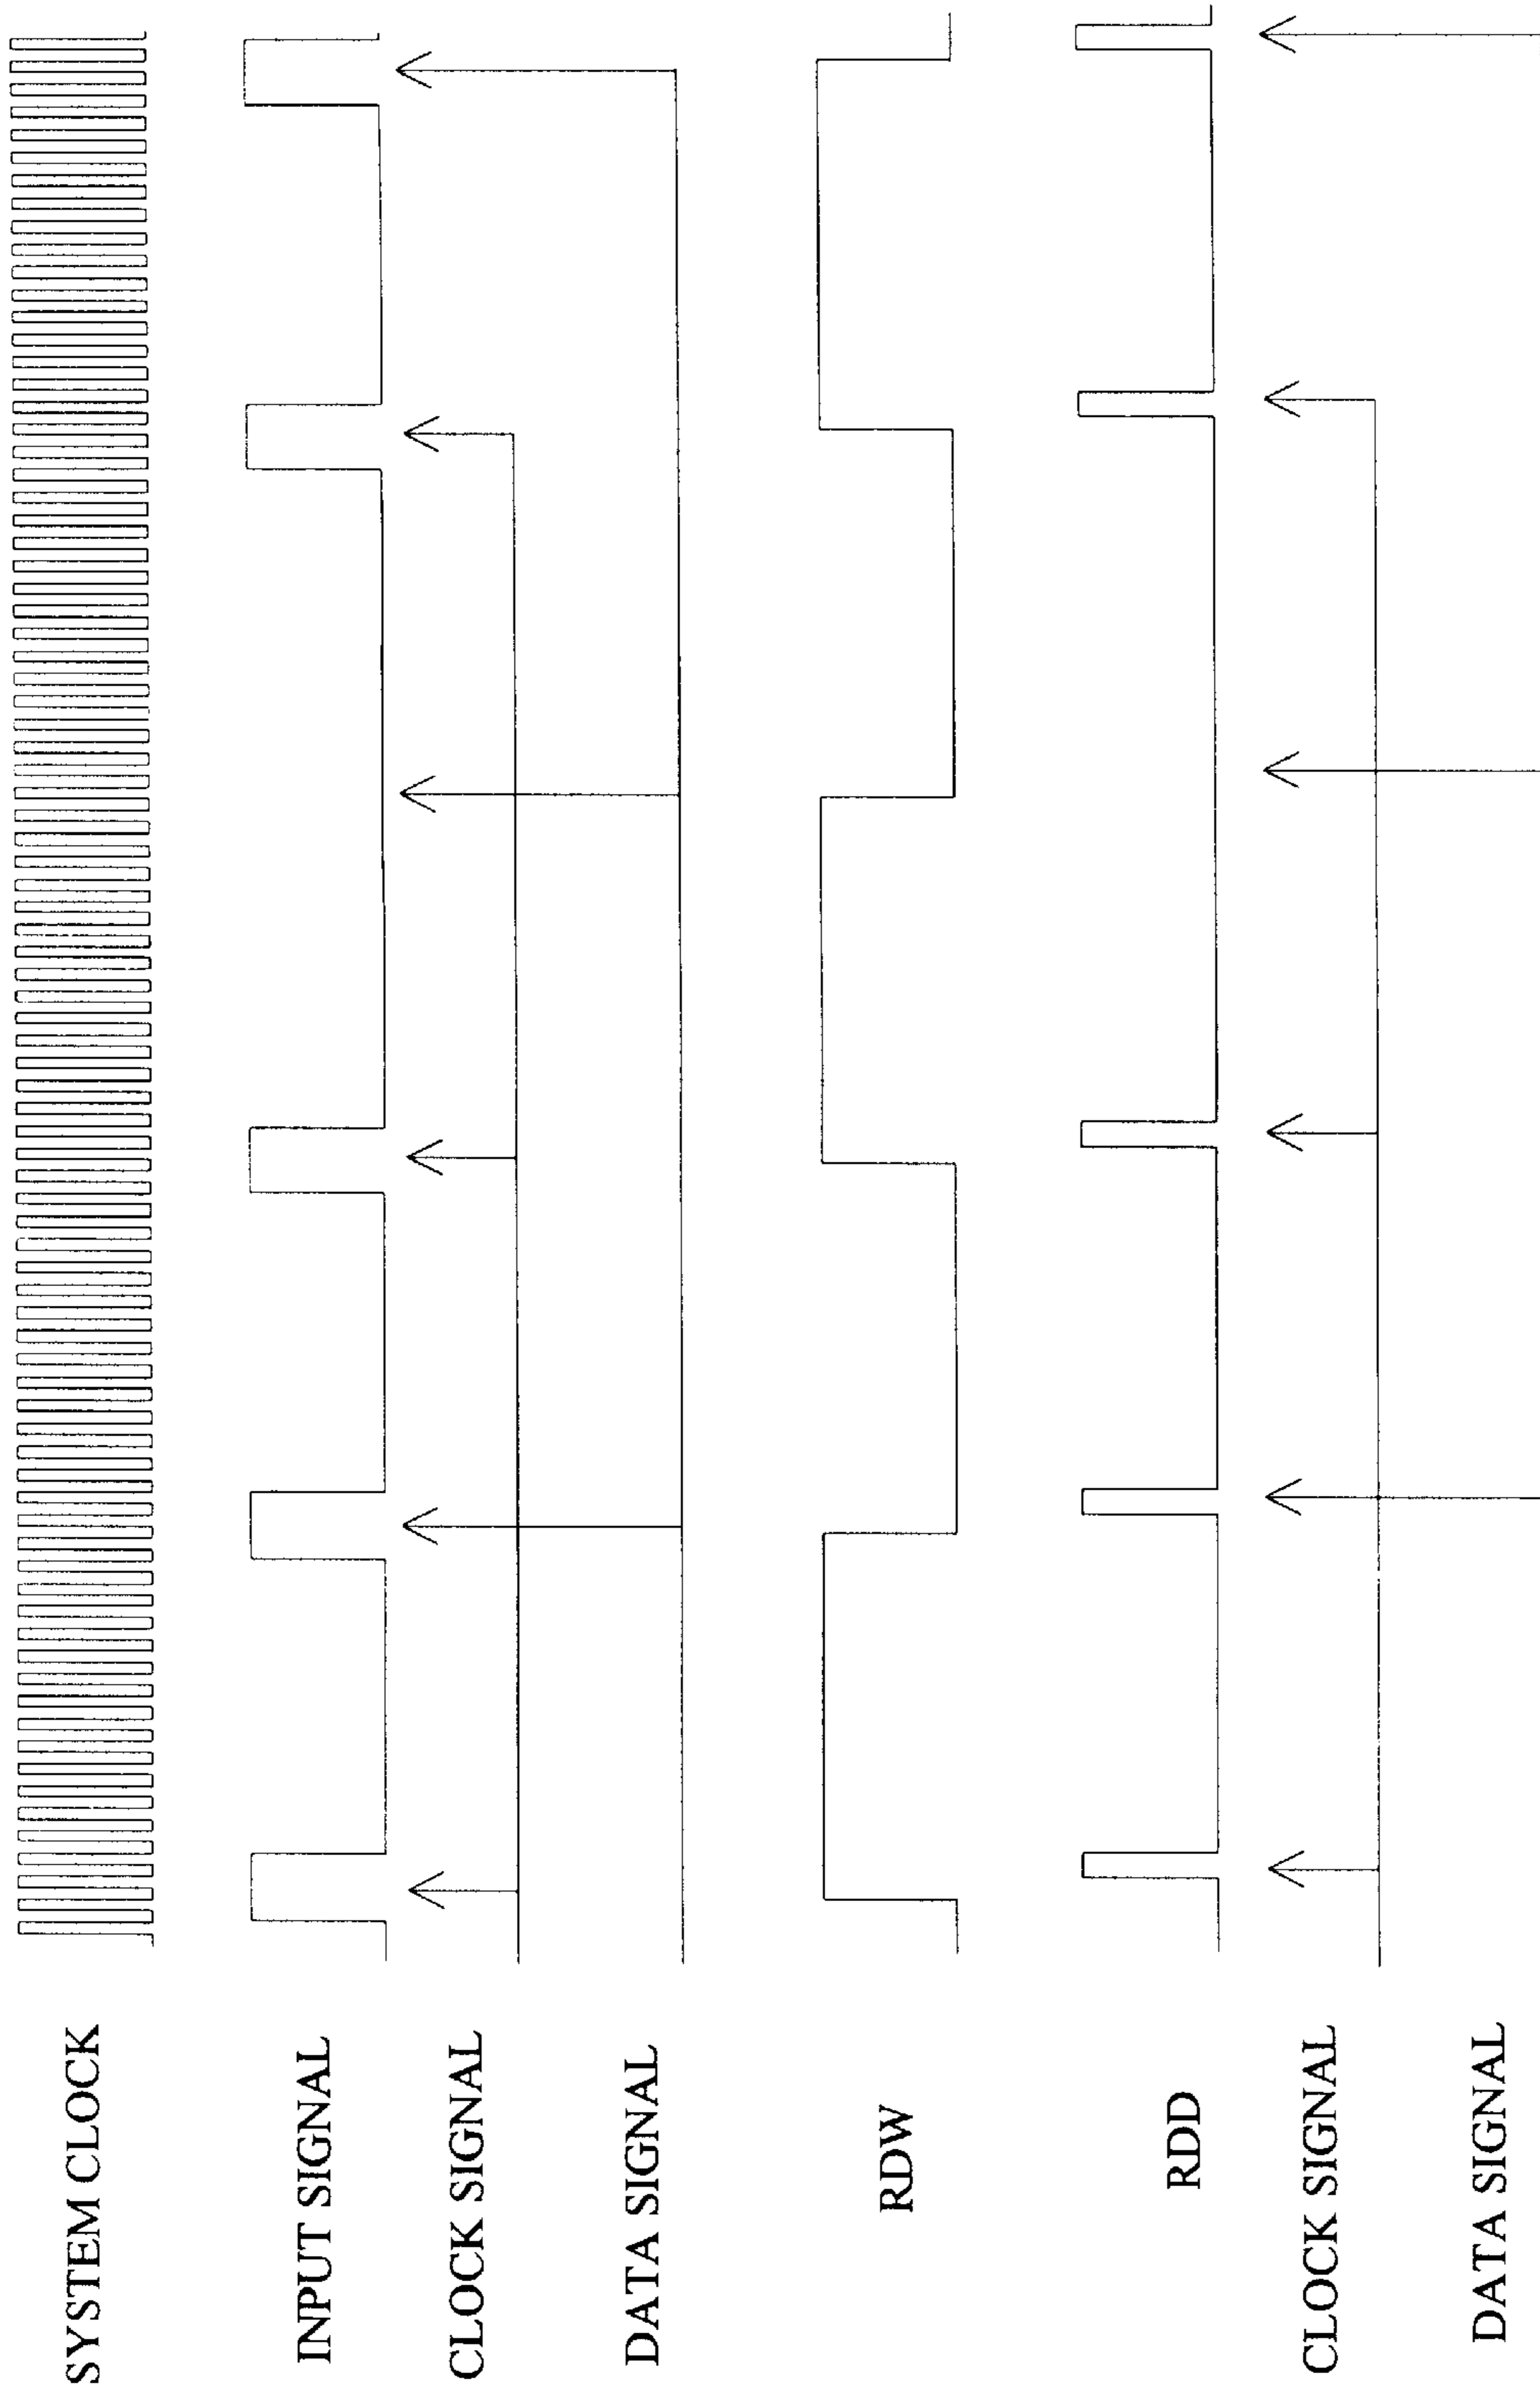 SYSTEM CLOCK
INPUT SIGNAL
CLOCK SIGNAL
DATA SIGNAL
RDW
RDD
CLOCK SIGNAL
DATA SIGNAL